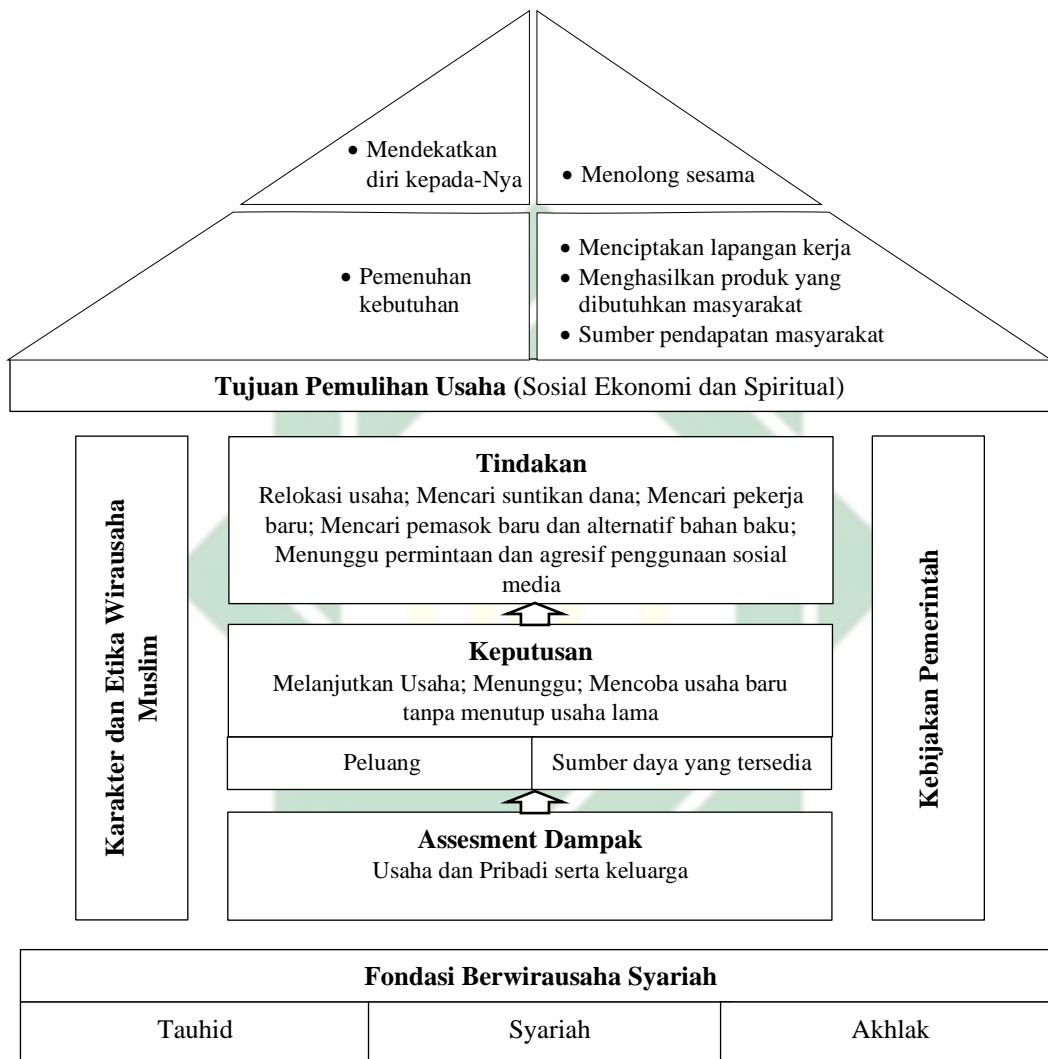 • Mendekatkan
diri kepada-Nya
• Menolong sesama
• Pemenuhan
kebutuhan
• Menciptakan lapangan kerja
• Menghasilkan produk yang
dibutuhkan masyarakat
• Sumber pendapatan masyarakat
Tujuan Pemulihan Usaha (Sosial Ekonomi dan Spiritual)
Karakter dan Etika Wirausaha
Muslim
Tindakan
Relokasi usaha; Mencari suntikan dana; Mencari pekerja
baru; Mencari pemasok baru dan alternatif bahan baku;
Menunggu permintaan dan agresif penggunaan sosial
media
Keputusan
Melanjutkan Usaha; Menunggu; Mencoba usaha baru
tanpa menutup usaha lama
Peluang
Sumber daya yang tersedia
Assesment Dampak
Usaha dan Pribadi serta keluarga
Kebijakan Pemerintah
Fondasi Berwirausaha Syariah
Tauhid
Syariah
Akhlak